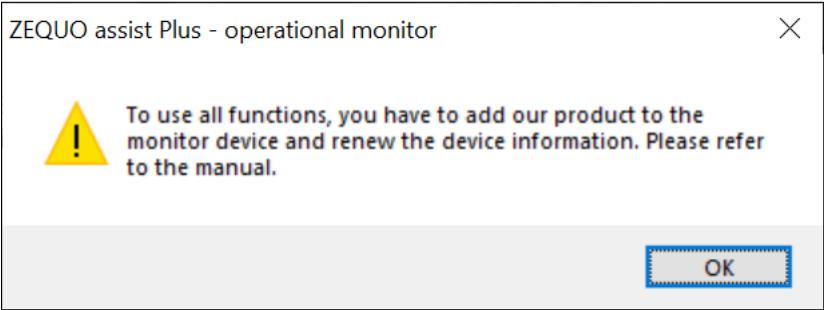 ZEQUO assist Plus - operational monitor
To use all functions, you have to add our product to the
monitor device and renew the device information. Please refer
to the manual.
OK